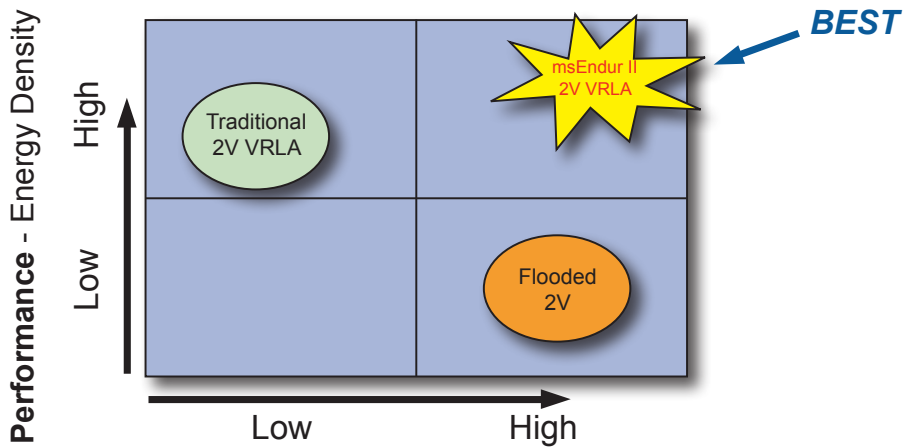 BEST
msEndur II
2V VRLA
Traditional
2V VRLA
Flooded
2V
Performance - Energy Density
High
Low
Low
High